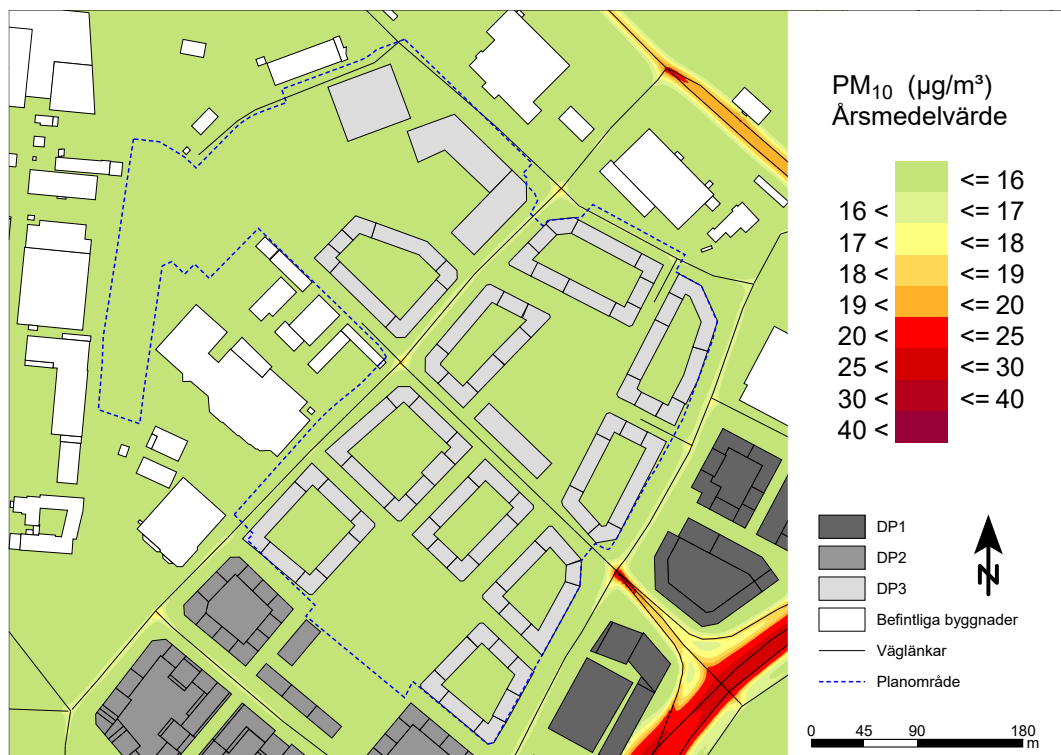 PM₁₀ (µg/m³)
Årsmedelvärde
<= 16
16 < <= 17
17 < <= 18
18 < <= 19
19 < <= 20
20 < <= 25
25 < <= 30
30 < <= 40
40 <
DP1
DP2
DP3
Befintliga byggnader
Väglänkar
Planområde
N
0 45 90 180
m